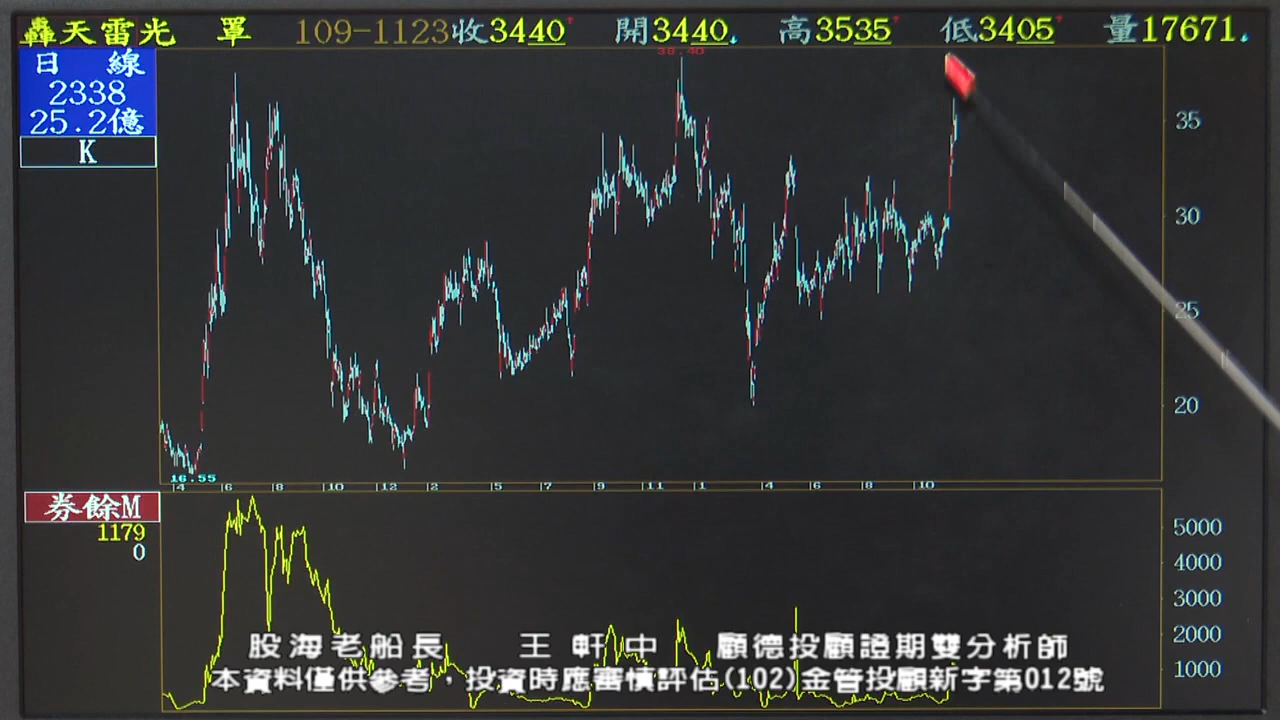 轟天雷光 罩 109-1123收3440↑ 開3440↓ 高3535↑ 低3405↑ 量17671↓
日 線
2338
25.2億
K
38.40
35
30
25
20
16.55
4 6 8 10 12 2 5 7 9 11 1 4 6 8 10
券餘M
1179
0
5000
4000
3000
2000
1000
股海老船長 王軒中 顧德投顧證期雙分析師
本資料僅供參考，投資時應審慎評估(102)金管投顧新字第012號